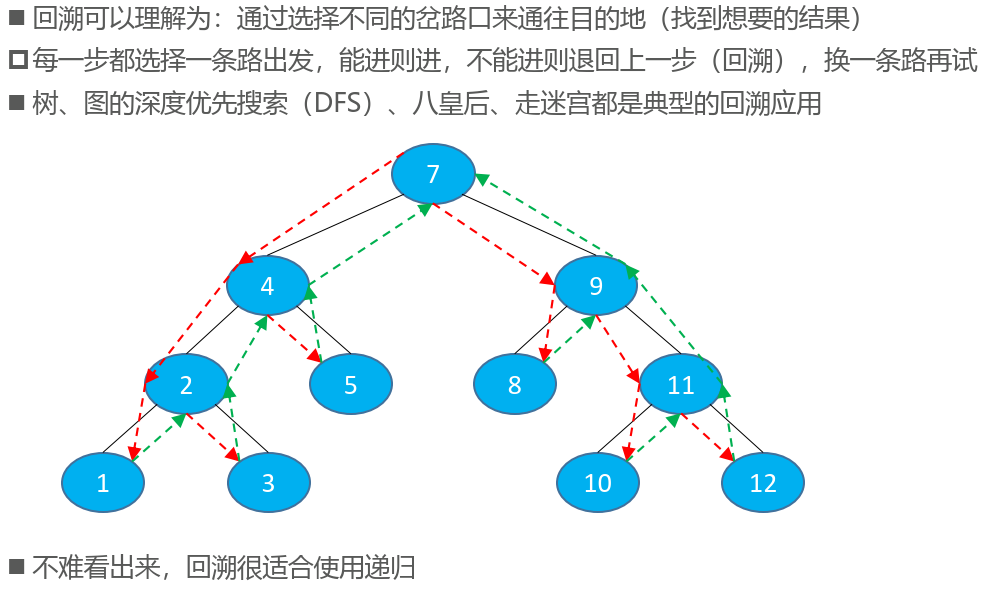 ■ 回溯可以理解为：通过选择不同的岔路口来通往目的地（找到想要的结果）
□ 每一步都选择一条路出发，能进则进，不能进则退回上一步（回溯），换一条路再试
■ 树、图的深度优先搜索（DFS）、八皇后、走迷宫都是典型的回溯应用
7
4 9
2 5 8 11
1 3 10 12
■ 不难看出来，回溯很适合使用递归